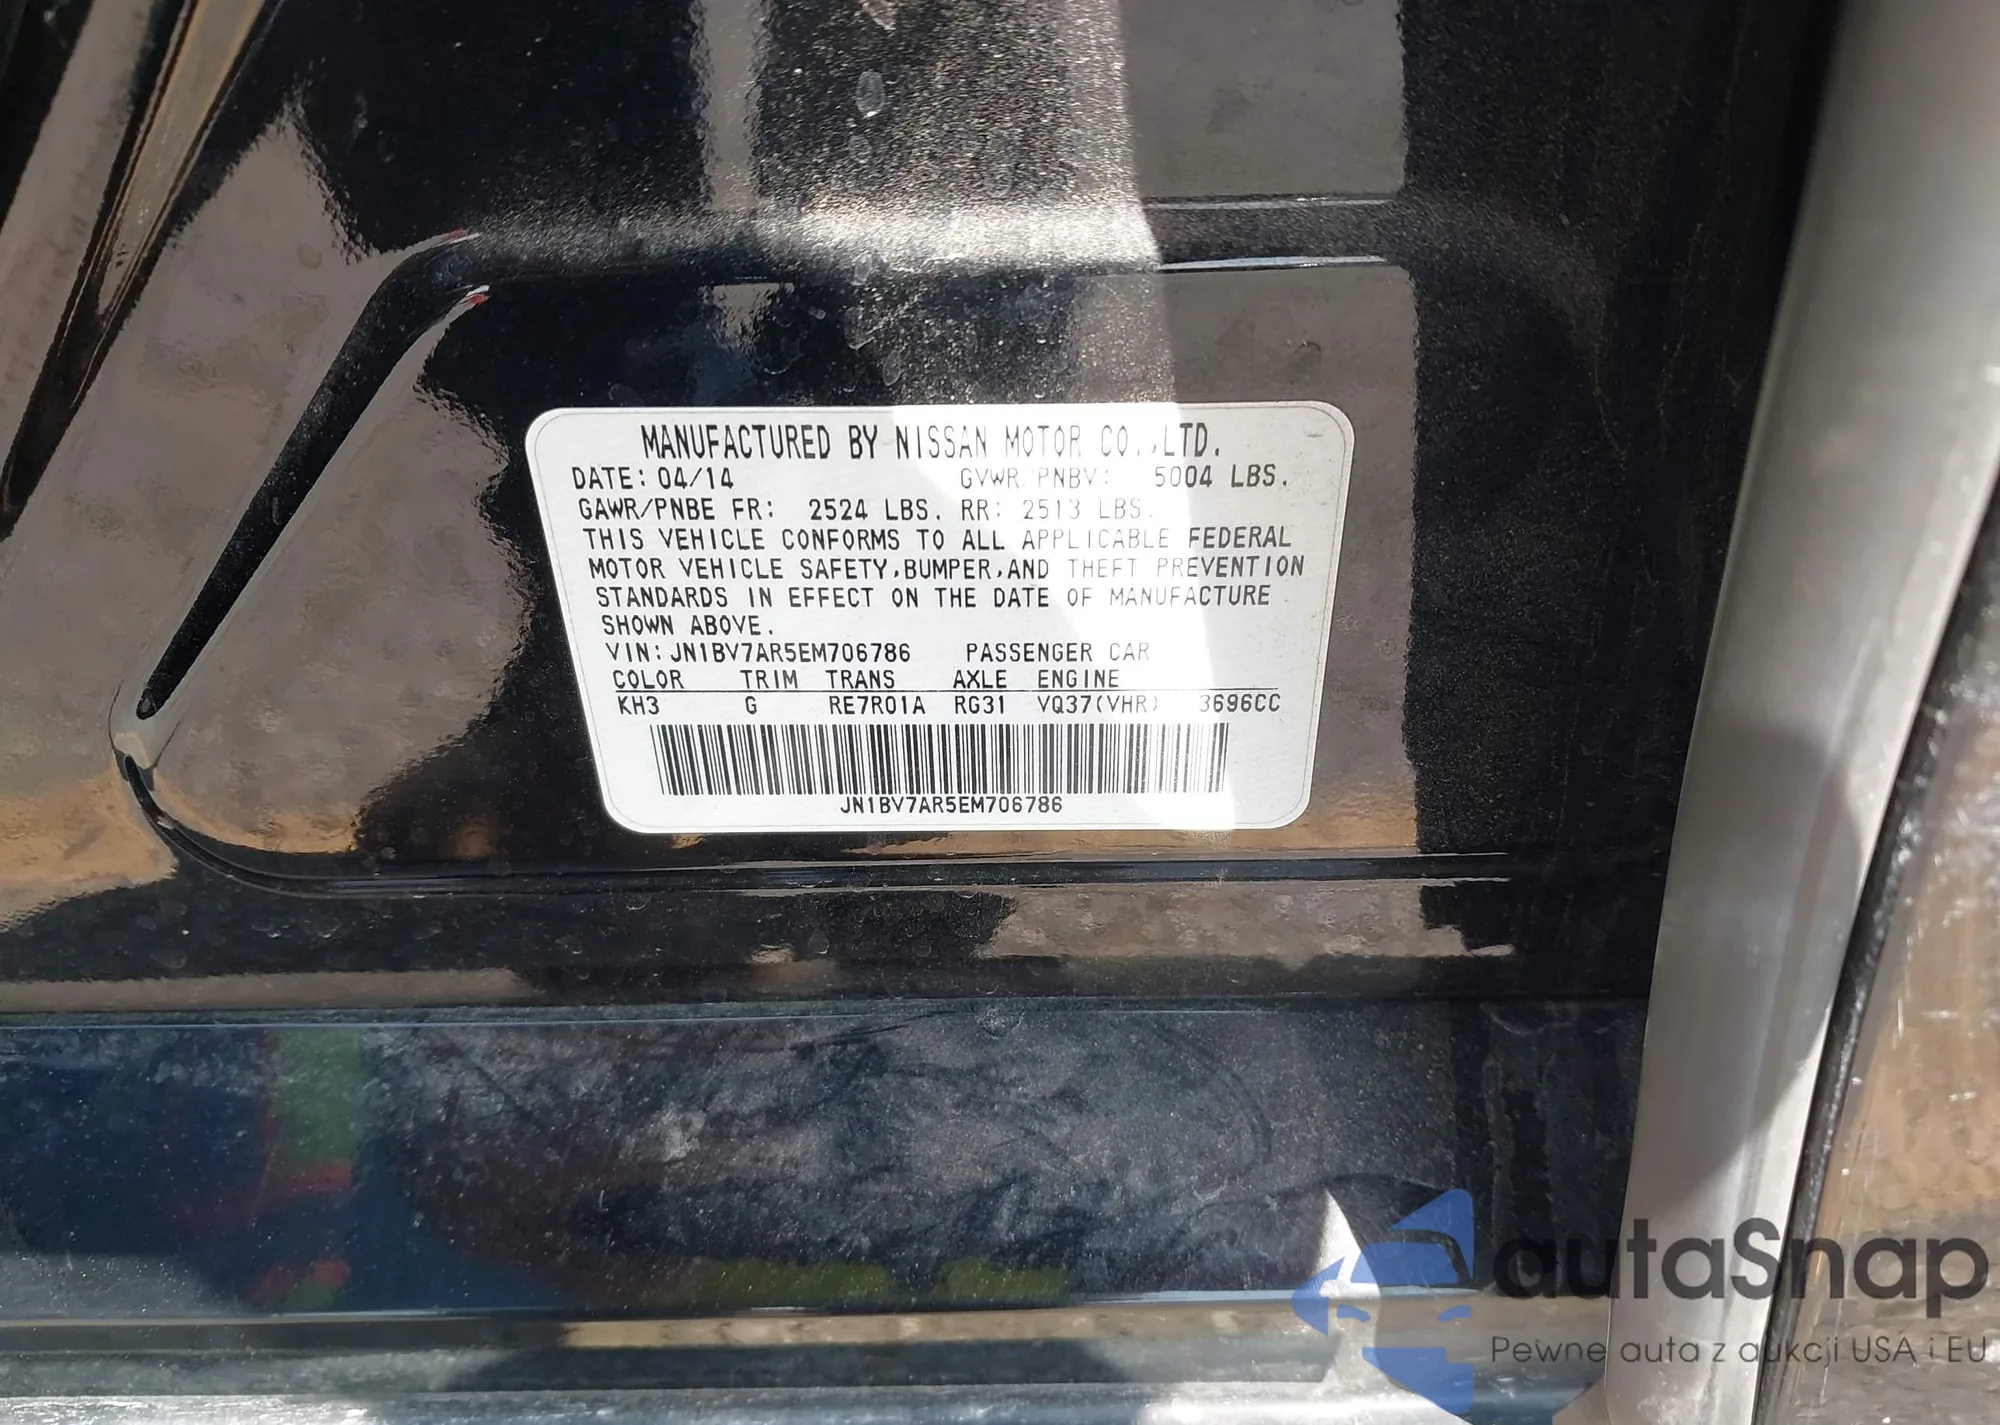 MANUFACTURED BY NISSAN MOTOR CO.,LTD.
DATE: 04/14 GVWR/PNBV: 5004 LBS.
GAWR/PNBE FR: 2524 LBS. RR: 2513 LBS.
THIS VEHICLE CONFORMS TO ALL APPLICABLE FEDERAL
MOTOR VEHICLE SAFETY,BUMPER,AND THEFT PREVENTION
STANDARDS IN EFFECT ON THE DATE OF MANUFACTURE
SHOWN ABOVE.
VIN: JN1BV7AR5EM706786 PASSENGER CAR
COLOR TRIM TRANS AXLE ENGINE
KH3 G RE7R01A RG31 VQ37(VHR) 3696CC
JN1BV7AR5EM706786
autaSnap
Pewne auta z aukcji USA i EU